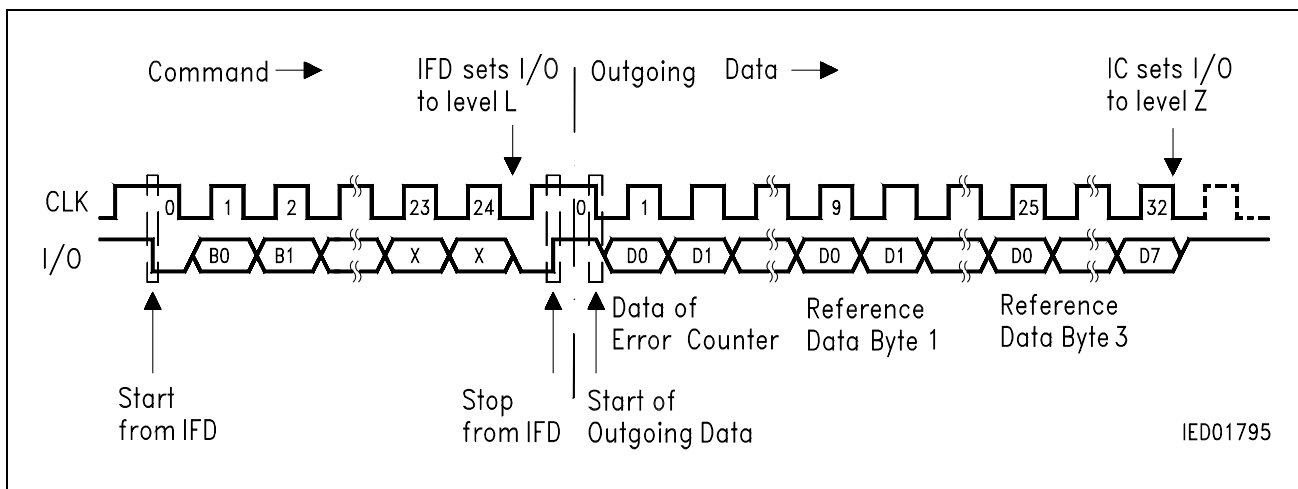 Command
IFD sets I/O
to level L
Outgoing Data
IC sets I/O
to level Z
CLK
0 1 2 23 24 0 1 9 25 32
I/O
B0 B1 X X D0 D1 D0 D1 D0 D7
Data of
Error Counter
Reference
Data Byte 1
Reference
Data Byte 3
Start
from IFD
Stop
from IFD
Start of
Outgoing Data
IED01795